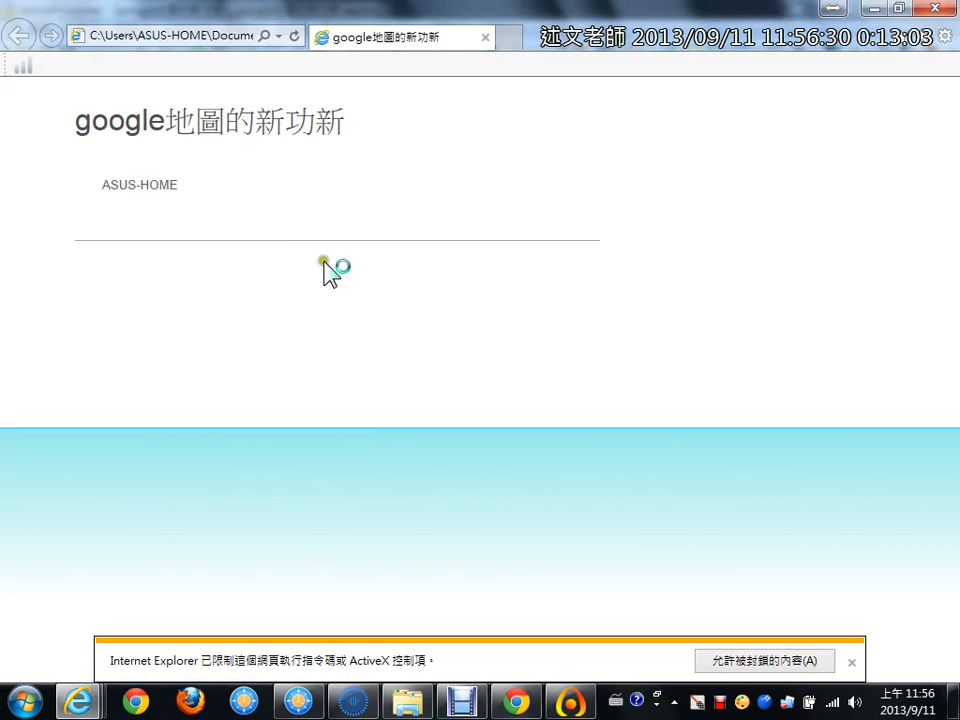 C:\Users\ASUS-HOME\Docume
google地圖的新功新
述文老師 2013/09/11 11:56:30 0:13:03
google地圖的新功新
ASUS-HOME
Internet Explorer 已限制這個網頁執行指令碼或 ActiveX 控制項。
允許被封鎖的內容(A)
上午 11:56
2013/9/11